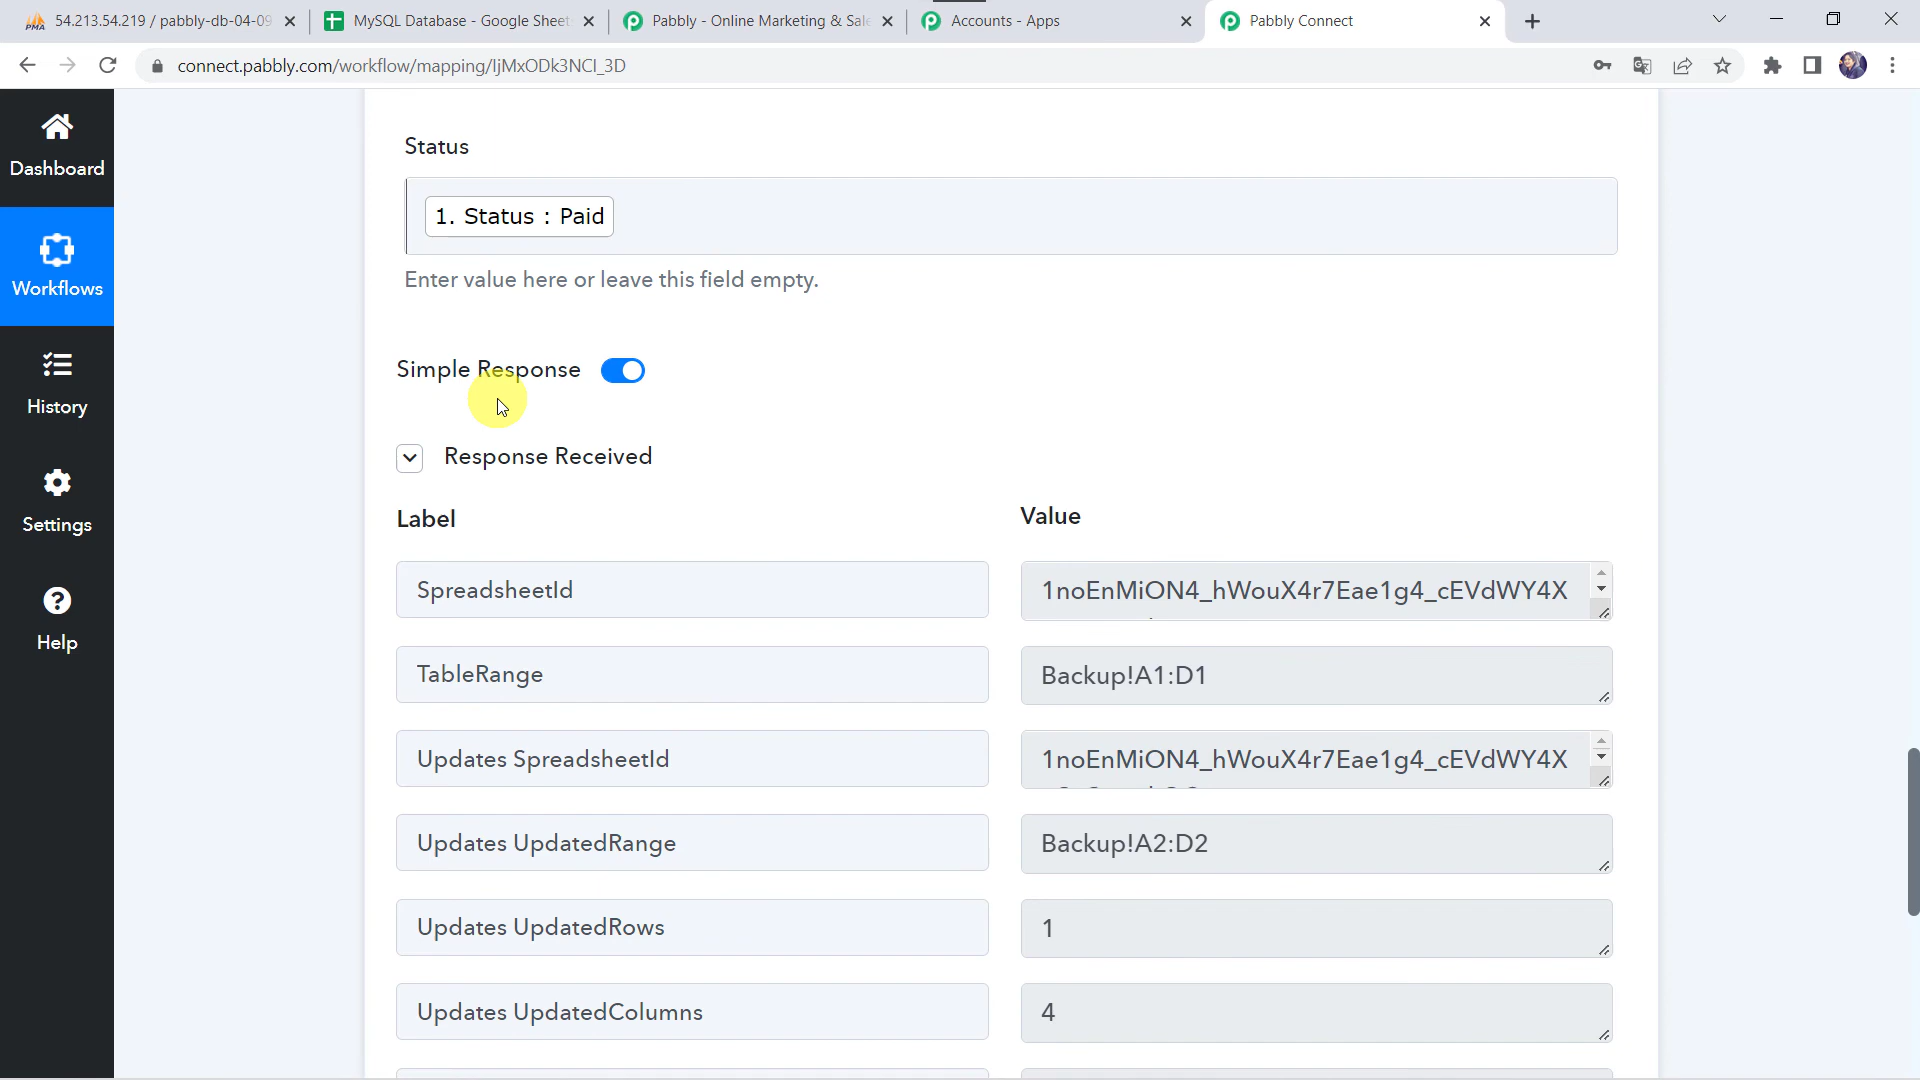 54.213.54.219 / pabbly-db-04-09
MySQL Database - Google Sheet
Pabbly - Online Marketing & Sale
Accounts - Apps
Pabbly Connect
connect.pabbly.com/workflow/mapping/IjMxODk3NCI_3D
Dashboard
Workflows
History
Settings
Help
Status
1. Status : Paid
Enter value here or leave this field empty.
Simple Response
Response Received
Label
Value
SpreadsheetId
1noEnMiON4_hWouX4r7Eae1g4_cEVdWY4X
TableRange
Backup!A1:D1
Updates SpreadsheetId
1noEnMiON4_hWouX4r7Eae1g4_cEVdWY4X
Updates UpdatedRange
Backup!A2:D2
Updates UpdatedRows
1
Updates UpdatedColumns
4